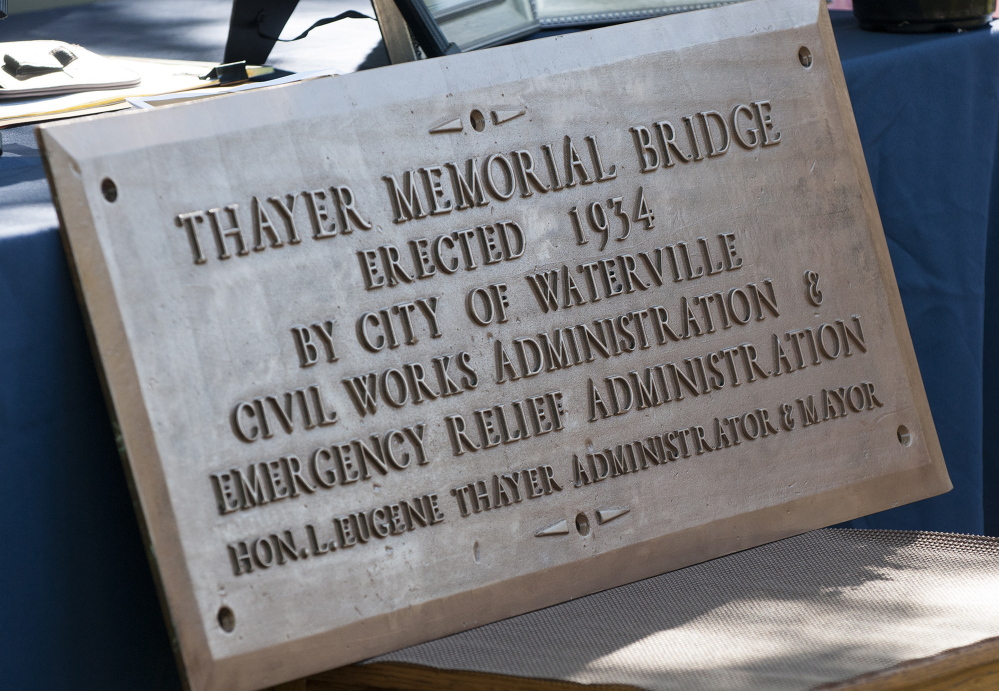 THAYER MEMORIAL BRIDGE
ERECTED 1934
BY CITY OF WATERVILLE
CIVIL WORKS ADMINISTRATION &
EMERGENCY RELIEF ADMINISTRATION
HON. L. EUGENE THAYER ADMINISTRATOR & MAYOR